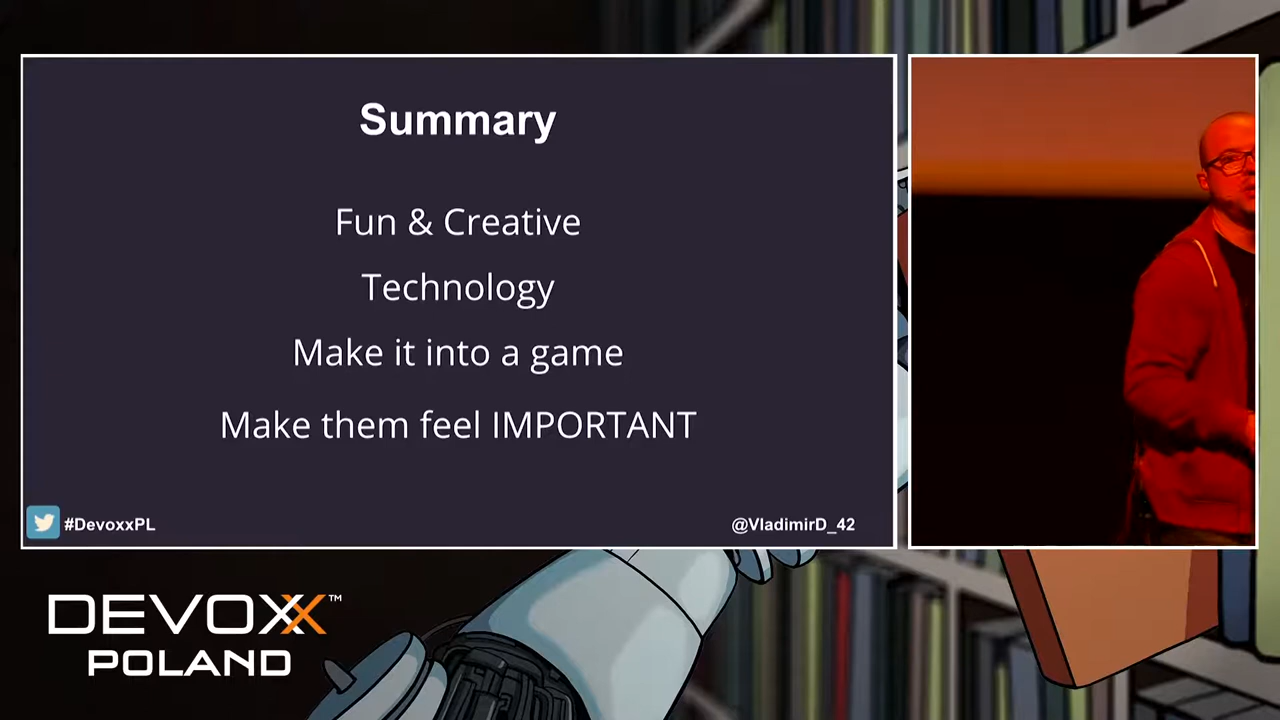 Summary
Fun & Creative
Technology
Make it into a game
Make them feel IMPORTANT
#DevoxxPL
@VladimirD_42
DEVOXX™
POLAND